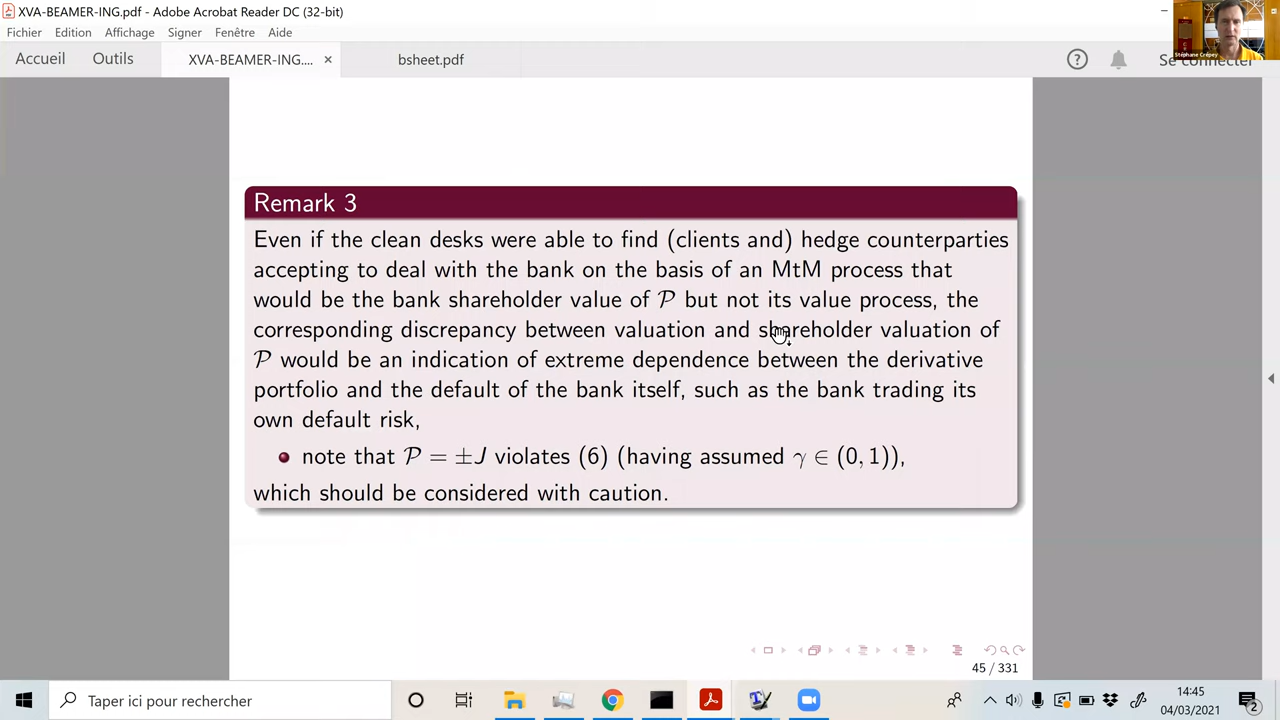 XVA-BEAMER-ING.pdf - Adobe Acrobat Reader DC (32-bit)
Fichier Edition Affichage Signer Fenêtre Aide
Accueil Outils XVA-BEAMER-ING.... × bsheet.pdf ? Se connecter
Stéphane Crépey
Remark 3
Even if the clean desks were able to find (clients and) hedge counterparties
accepting to deal with the bank on the basis of an MtM process that
would be the bank shareholder value of 𝒫 but not its value process, the
corresponding discrepancy between valuation and shareholder valuation of
𝒫 would be an indication of extreme dependence between the derivative
portfolio and the default of the bank itself, such as the bank trading its
own default risk,
note that 𝒫 = ±J violates (6) (having assumed γ ∈ (0, 1)),
which should be considered with caution.
45 / 331
Taper ici pour rechercher
14:45
04/03/2021
2